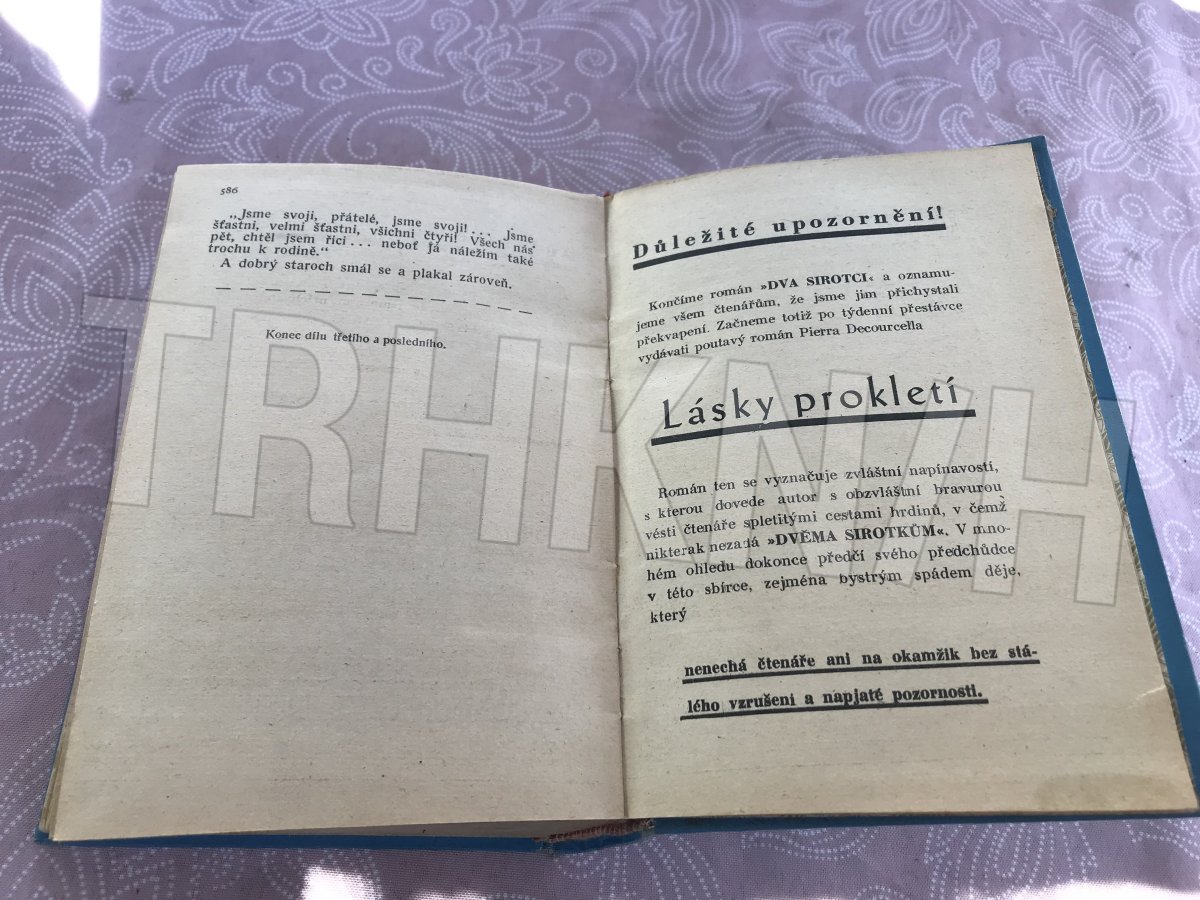 586
„Jsme svoji, přátelé, jsme svoji!... Jsme
šťastni, velmi šťastni, všichni čtyři! Všech nás
pět, chtěl jsem říci... neboť já náležím také
trochu k rodině.“
A dobrý staroch smál se a plakal zároveň.
Konec dílu třetího a posledního.
Důležité upozornění!
Končíme román »DVA SIROTCI« a oznamu-
jeme všem čtenářům, že jsme jim přichystali
překvapení. Začneme totiž po týdenní přestávce
vydávati poutavý román Pierra Decourcella
Lásky prokletí
Román ten se vyznačuje zvláštní napínavostí,
s kterou dovede autor s obzvláštní bravurou
vésti čtenáře spletitými cestami hrdinů, v čemž
nikterak nezadá »DVĚMA SIROTKŮM«. V mno-
hém ohledu dokonce předčí svého předchůdce
v této sbírce, zejména bystrým spádem děje,
který
nenechá čtenáře ani na okamžik bez stá-
lého vzrušeni a napjaté pozornosti.
TRHKNIH